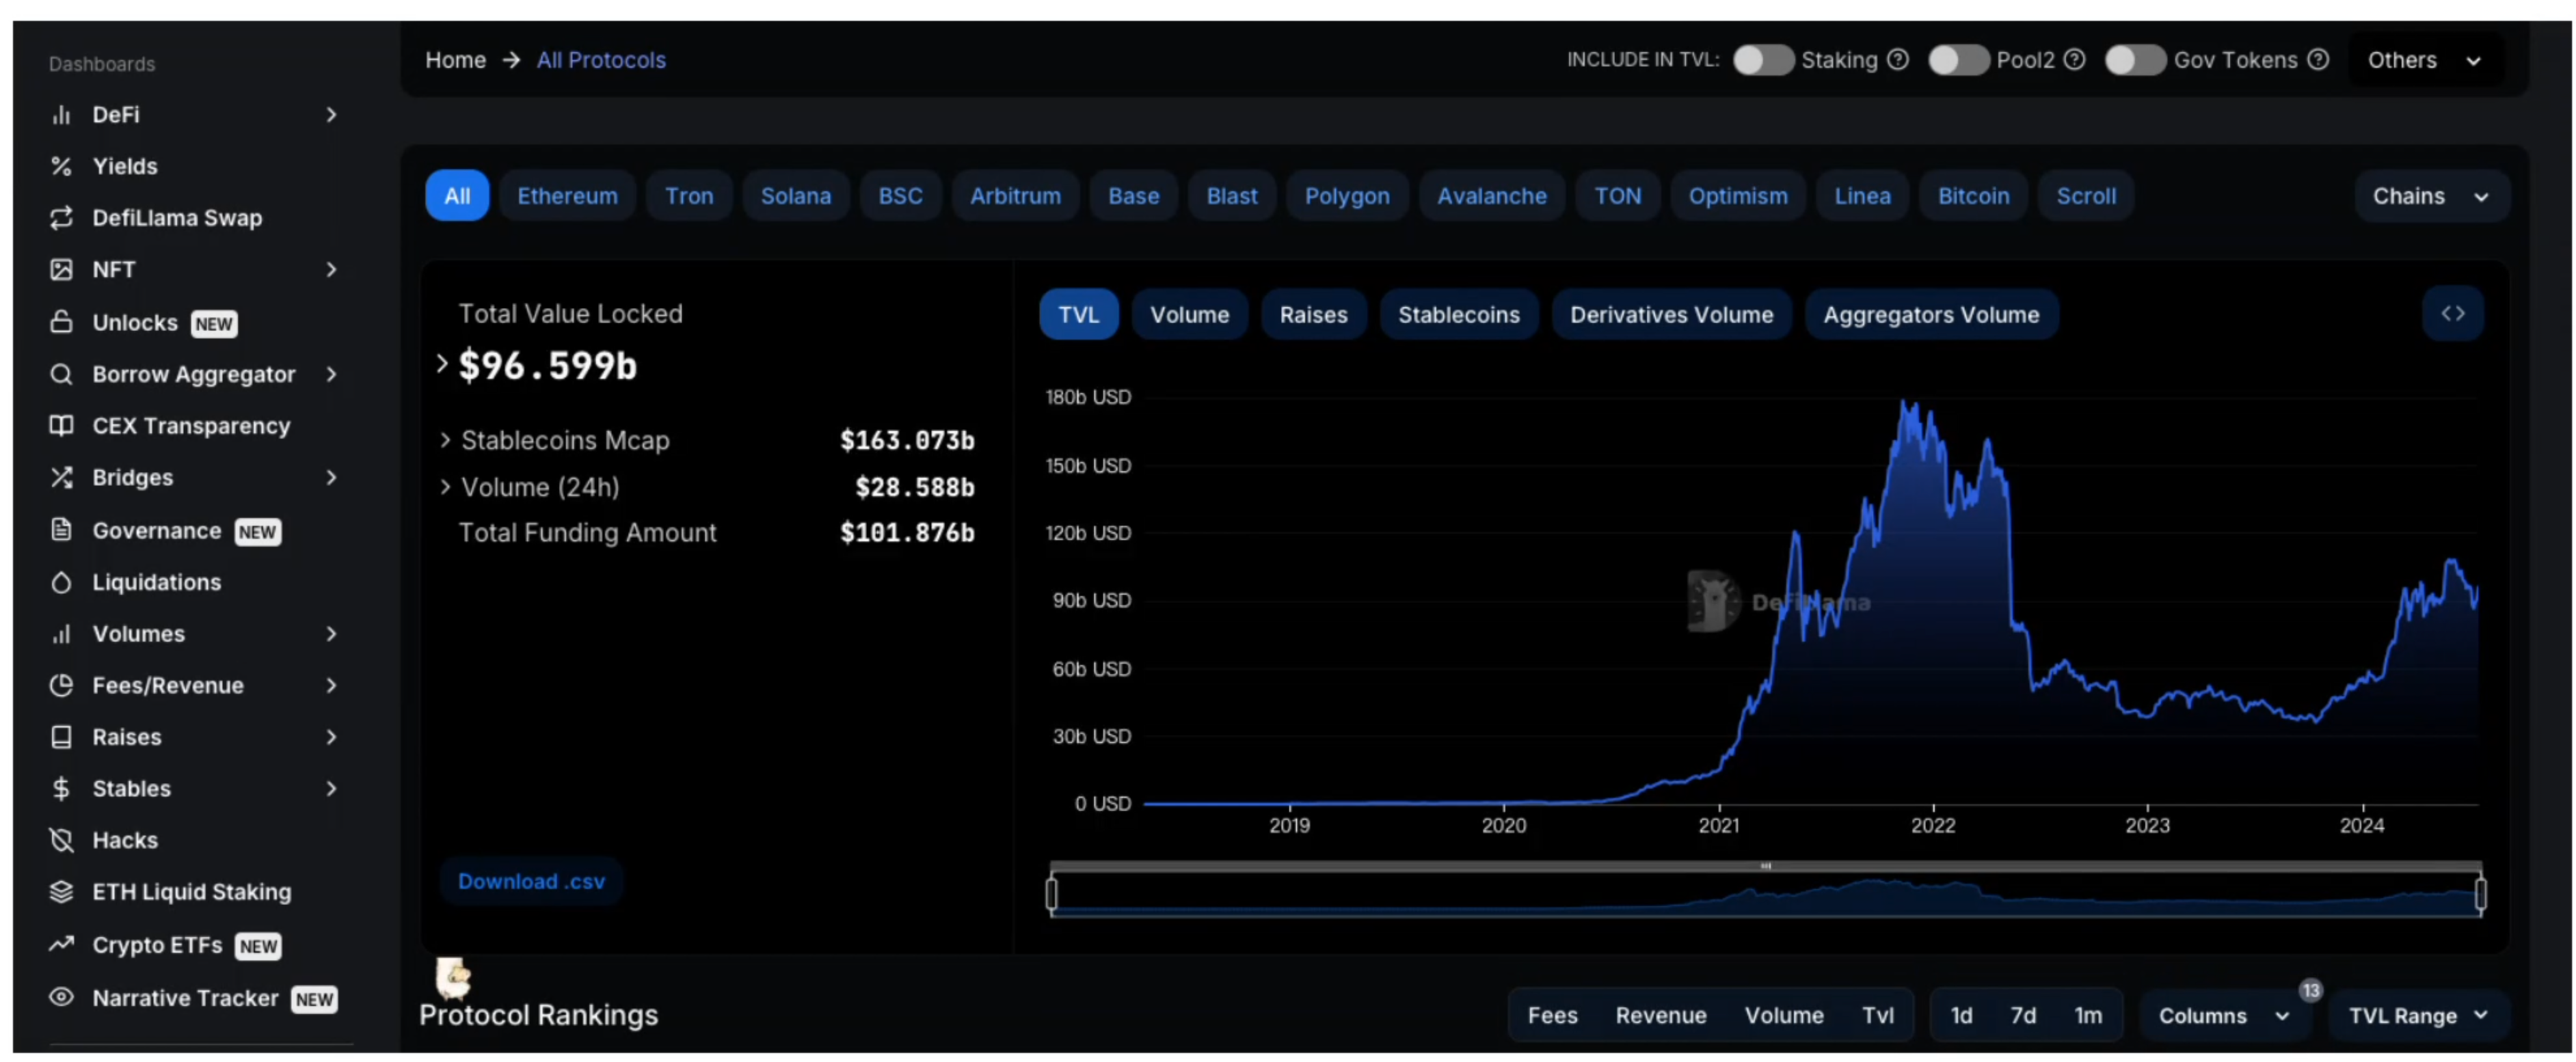 Dashboards
DeFi
Yields
DefiLlama Swap
NFT
Unlocks NEW
Borrow Aggregator
CEX Transparency
Bridges
Governance NEW
Liquidations
Volumes
Fees/Revenue
Raises
Stables
Hacks
ETH Liquid Staking
Crypto ETFs NEW
Narrative Tracker NEW
Home → All Protocols
INCLUDE IN TVL: Staking ? Pool2 ? Gov Tokens ? Others
All Ethereum Tron Solana BSC Arbitrum Base Blast Polygon Avalanche TON Optimism Linea Bitcoin Scroll Chains
Total Value Locked
$96.599b
Stablecoins Mcap $163.073b
Volume (24h) $28.588b
Total Funding Amount $101.876b
Download .csv
TVL Volume Raises Stablecoins Derivatives Volume Aggregators Volume <>
180b USD
150b USD
120b USD
90b USD
60b USD
30b USD
0 USD
DefiLlama
2019 2020 2021 2022 2023 2024
Protocol Rankings
Fees Revenue Volume Tvl 1d 7d 1m Columns 13 TVL Range